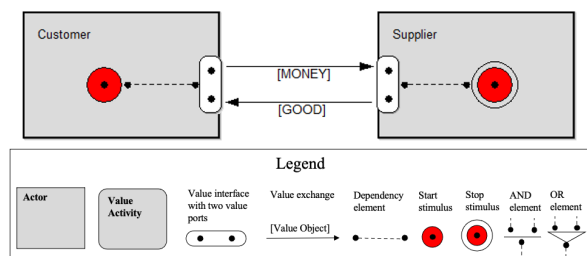 Customer
Supplier
[MONEY]
[GOOD]
Legend
Actor
Value
Activity
Value interface
with two value
ports
Value exchange
[Value Object]
Dependency
element
Start
stimulus
Stop
stimulus
AND
element
OR
element